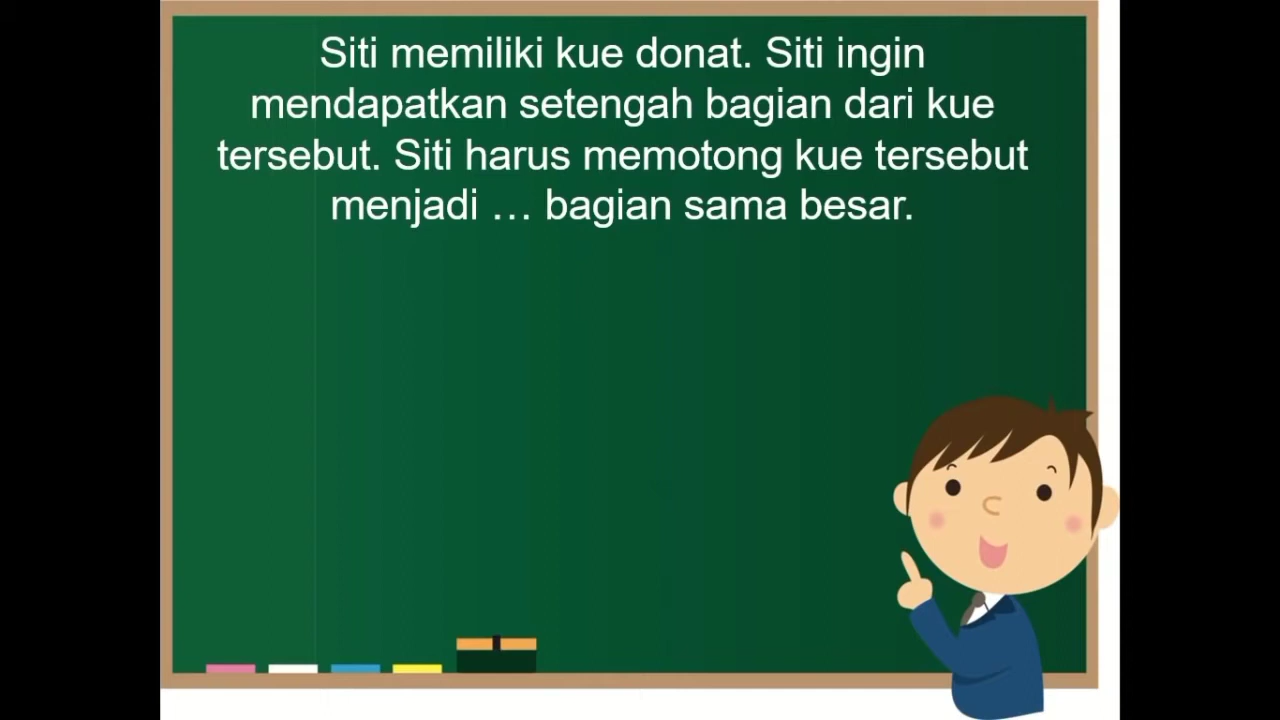 Siti memiliki kue donat. Siti ingin
mendapatkan setengah bagian dari kue
tersebut. Siti harus memotong kue tersebut
menjadi … bagian sama besar.